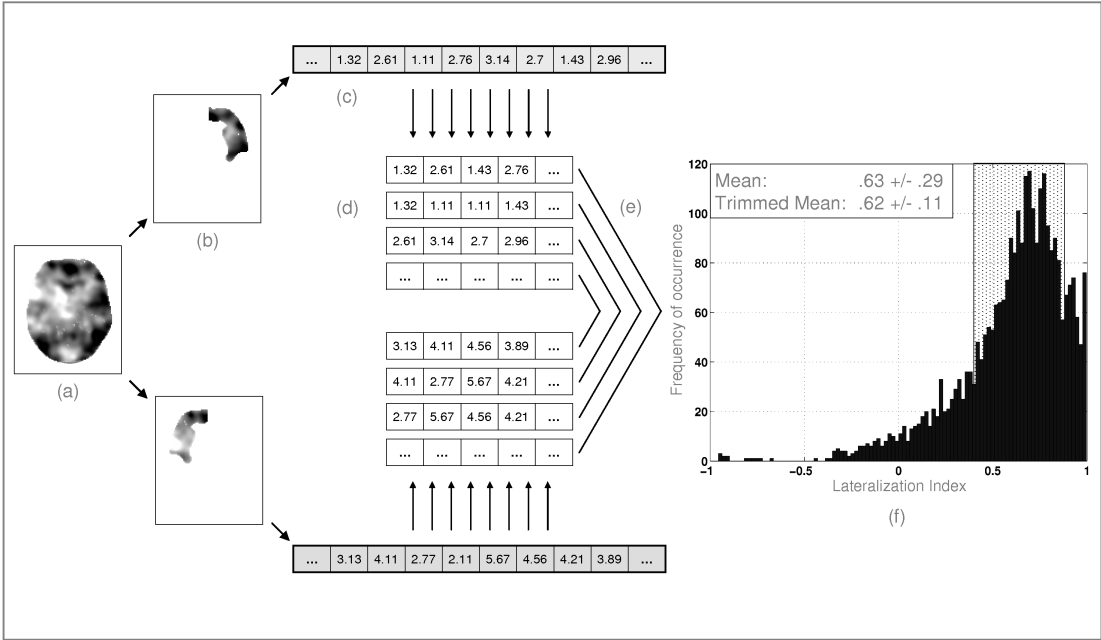 ... 1.32 2.61 1.11 2.76 3.14 2.7 1.43 2.96 ...
(c)
(b)
1.32 2.61 1.43 2.76 ...
(d)
1.32 1.11 1.11 1.43 ...
(e)
2.61 3.14 2.7 2.96 ...
... ... ... ... ...
(a)
3.13 4.11 4.56 3.89 ...
4.11 2.77 5.67 4.21 ...
2.77 5.67 4.56 4.21 ...
... ... ... ... ...
... 3.13 4.11 2.77 2.11 5.67 4.56 4.21 3.89 ...
Mean: .63 +/- .29
Trimmed Mean: .62 +/- .11
Frequency of occurrence
120
100
80
60
40
20
0
−1 −0.5 0 0.5 1
Lateralization Index
(f)